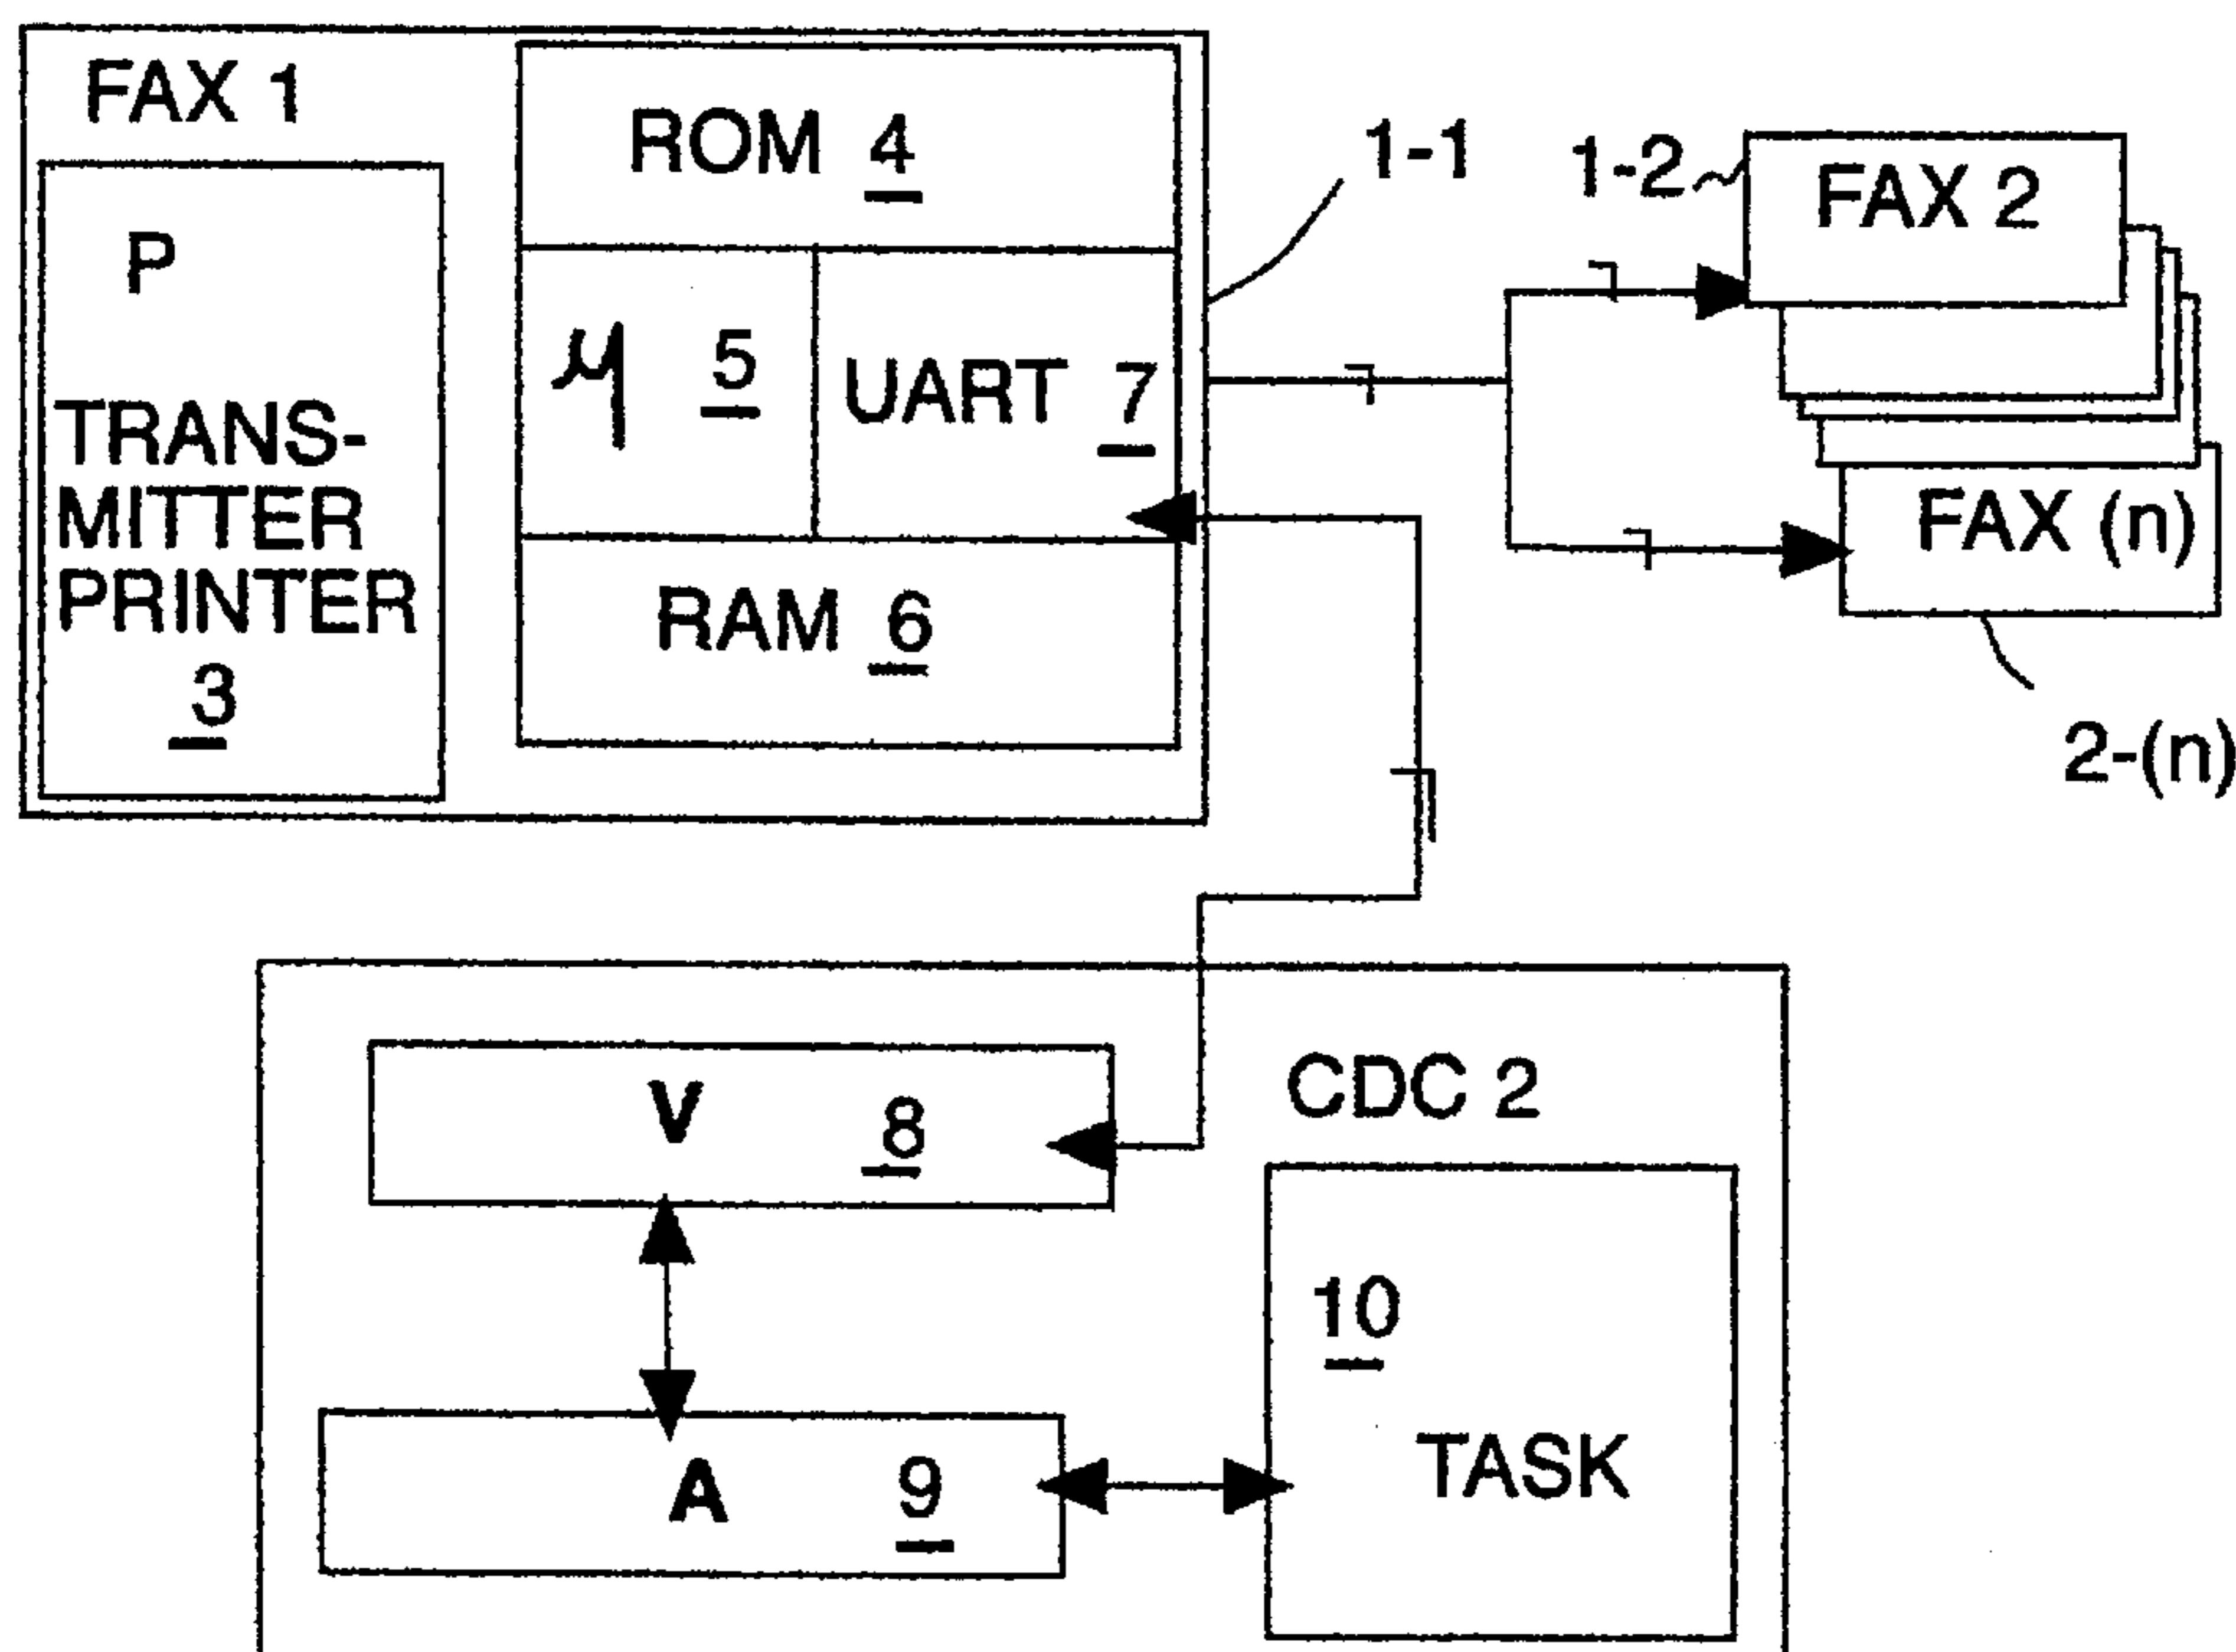 FAX 1
P
TRANS-
MITTER
PRINTER
3
ROM 4
μ 5
UART 7
RAM 6
1-1
1-2
FAX 2
FAX (n)
2-(n)
CDC 2
V 8
A 9
10
TASK